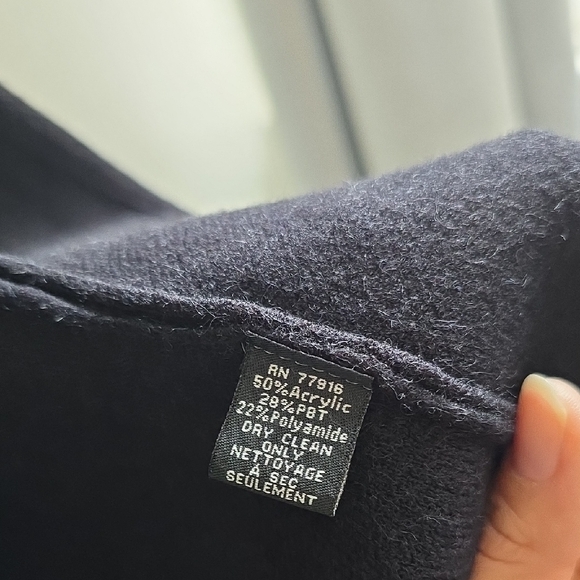 RN 77916
50%Acrylic
28%PBT
22%Polyamide
DRY CLEAN
ONLY
NETTOYAGE
À SEC
SEULEMENT